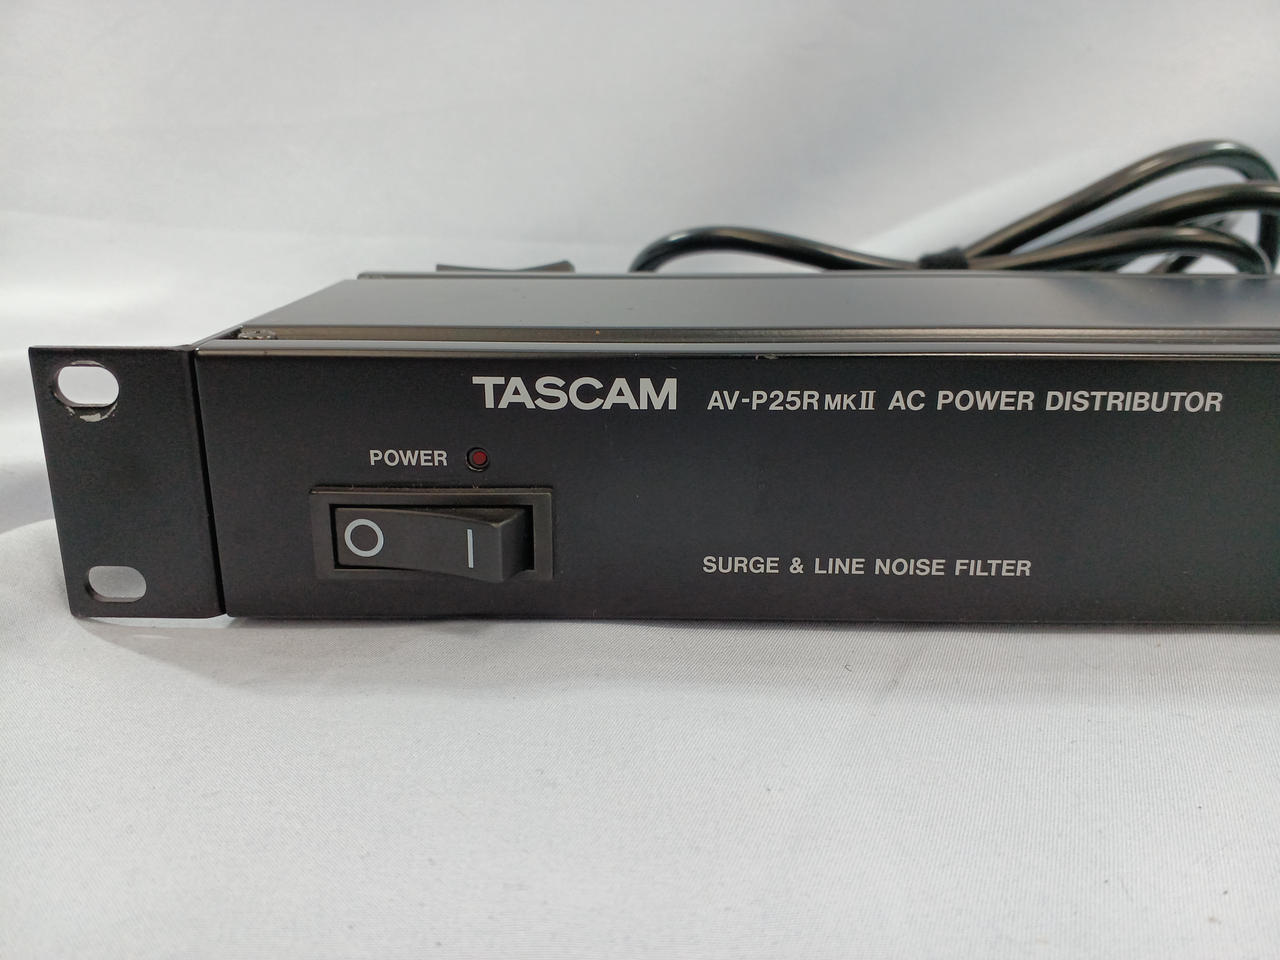 TASCAM AV-P25R MKII AC POWER DISTRIBUTOR
POWER
O I
SURGE & LINE NOISE FILTER